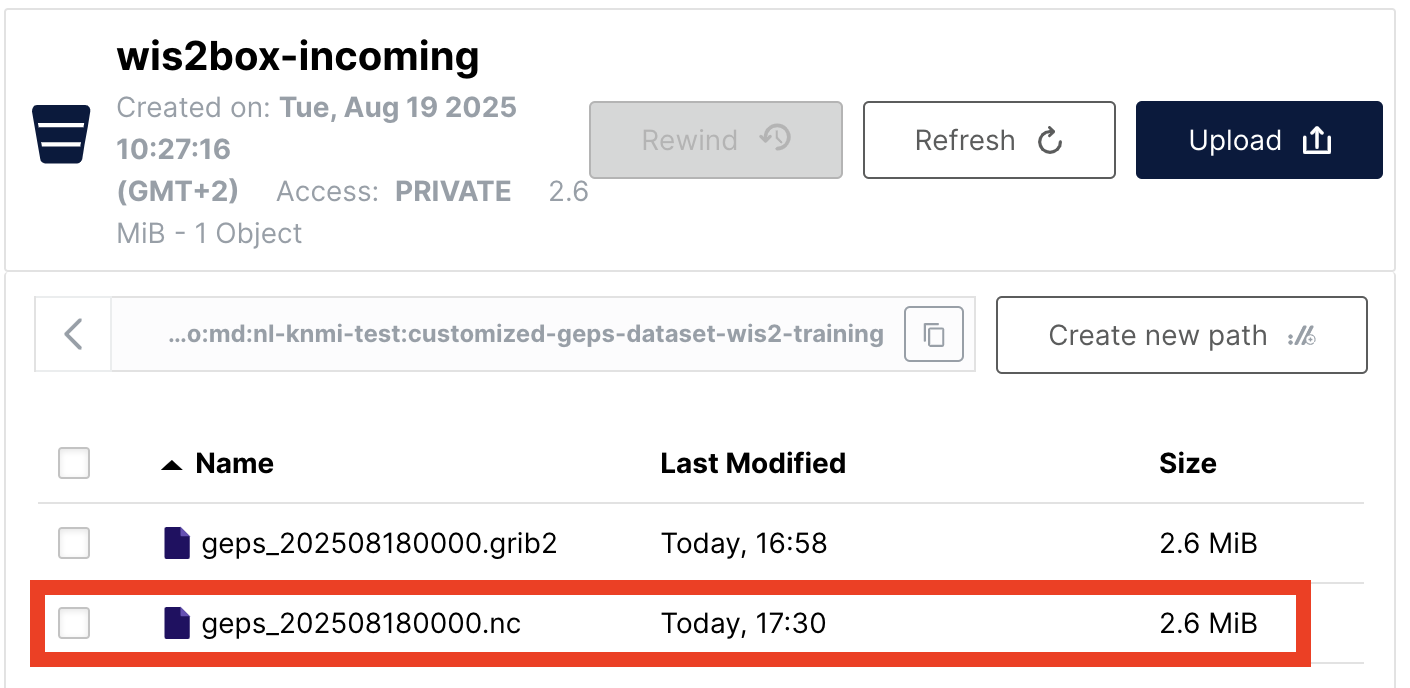 wis2box-incoming
Created on: Tue, Aug 19 2025
10:27:16
(GMT+2) Access: PRIVATE 2.6
MiB - 1 Object
Rewind
Refresh
Upload
...o:md:nl-knmi-test:customized-geps-dataset-wis2-training
Create new path
Name Last Modified Size
geps_202508180000.grib2 Today, 16:58 2.6 MiB
geps_202508180000.nc Today, 17:30 2.6 MiB